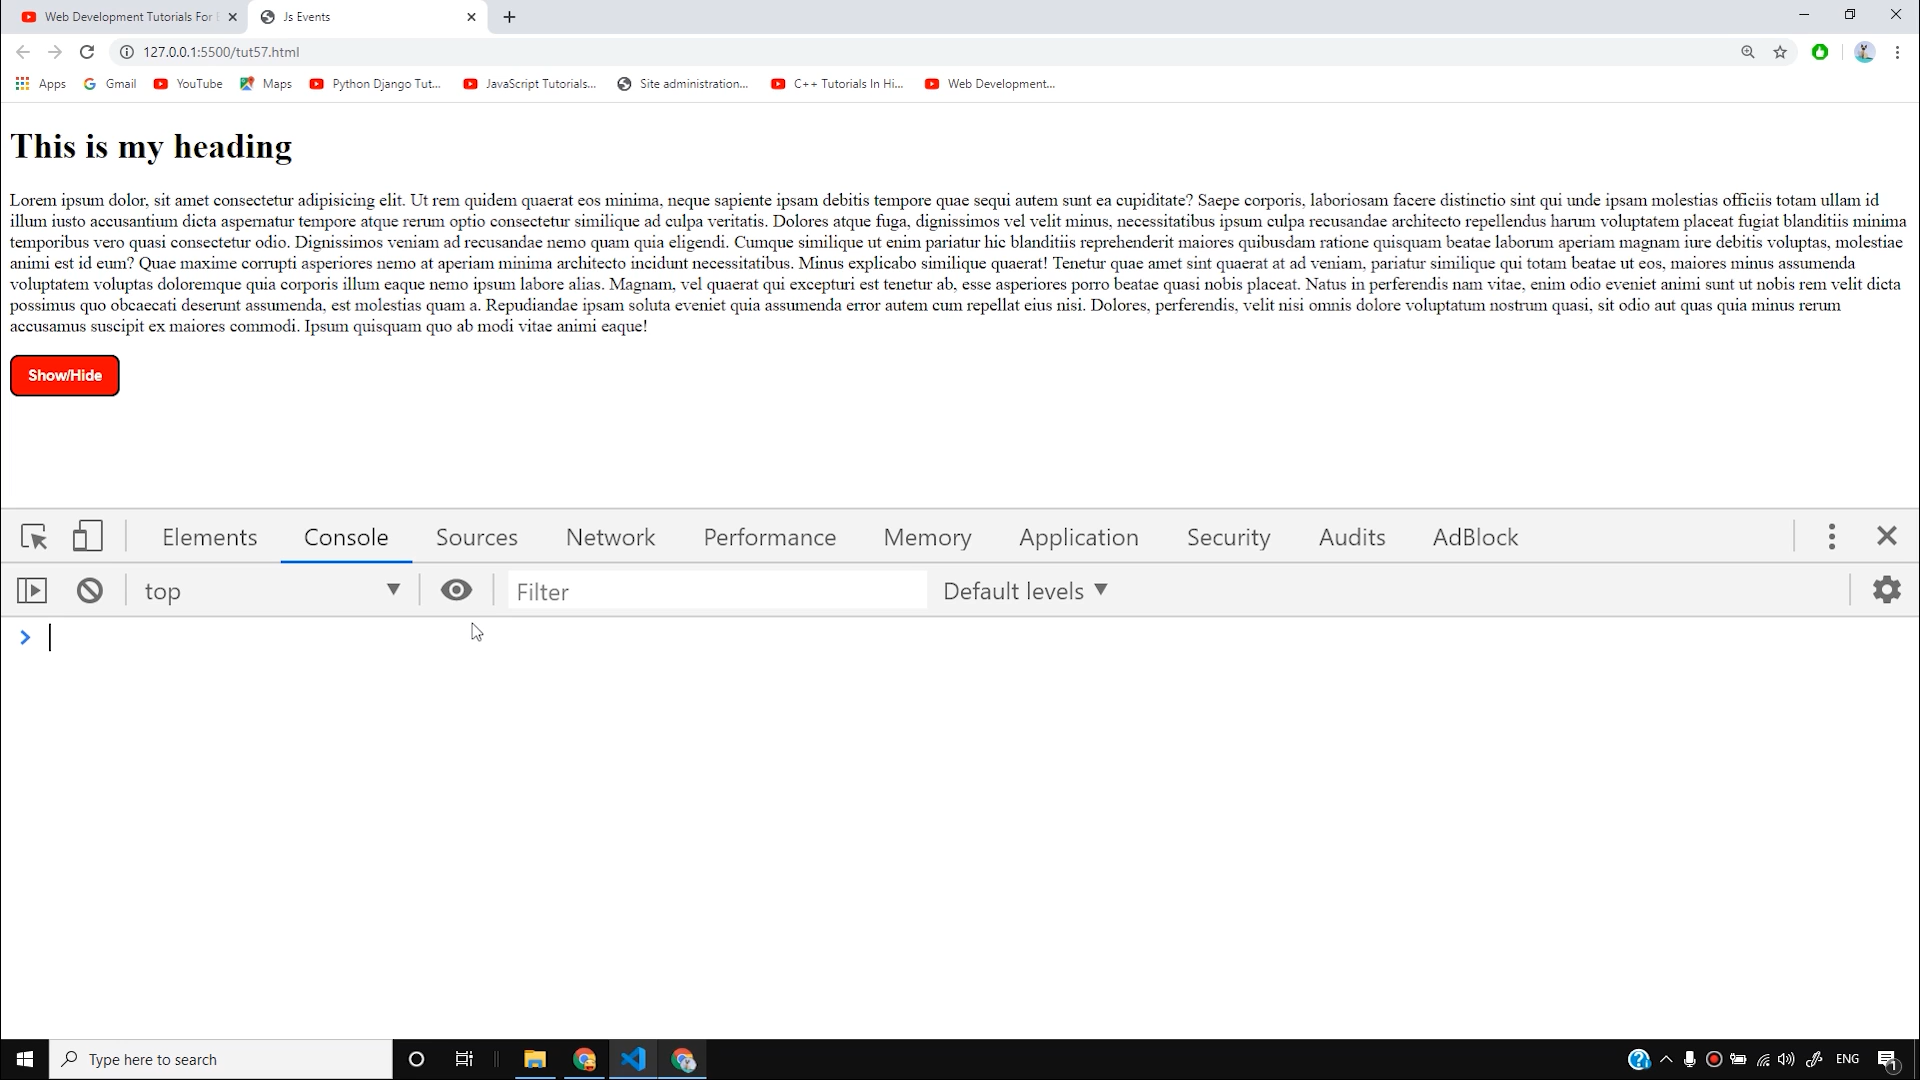 Web Development Tutorials For
Js Events
127.0.0.1:5500/tut57.html
Apps
Gmail
YouTube
Maps
Python Django Tut...
JavaScript Tutorials...
Site administration...
C++ Tutorials In Hi...
Web Development...
This is my heading
Lorem ipsum dolor, sit amet consectetur adipisicing elit. Ut rem quidem quaerat eos minima, neque sapiente ipsam debitis tempore quae sequi autem sunt ea cupiditate? Saepe corporis, laboriosam facere distinctio sint qui unde ipsam molestias officiis totam ullam id
illum iusto accusantium dicta aspernatur tempore atque rerum optio consectetur similique ad culpa veritatis. Dolores atque fuga, dignissimos vel velit minus, necessitatibus ipsum culpa recusandae architecto repellendus harum voluptatem placeat fugiat blanditiis minima
temporibus vero quasi consectetur odio. Dignissimos veniam ad recusandae nemo quam quia eligendi. Cumque similique ut enim pariatur hic blanditiis reprehenderit maiores quibusdam ratione quisquam beatae laborum aperiam magnam iure debitis voluptas, molestiae
animi est id eum? Quae maxime corrupti asperiores nemo at aperiam minima architecto incidunt necessitatibus. Minus explicabo similique quaerat! Tenetur quae amet sint quaerat at ad veniam, pariatur similique qui totam beatae ut eos, maiores minus assumenda
voluptatem voluptas doloremque quia corporis illum eaque nemo ipsum labore alias. Magnam, vel quaerat qui excepturi est tenetur ab, esse asperiores porro beatae quasi nobis placeat. Natus in perferendis nam vitae, enim odio eveniet animi sunt ut nobis rem velit dicta
possimus quo obcaecati deserunt assumenda, est molestias quam a. Repudiandae ipsam soluta eveniet quia assumenda error autem cum repellat eius nisi. Dolores, perferendis, velit nisi omnis dolore voluptatum nostrum quasi, sit odio aut quas quia minus rerum
accusamus suscipit ex maiores commodi. Ipsum quisquam quo ab modi vitae animi eaque!
Show/Hide
Elements
Console
Sources
Network
Performance
Memory
Application
Security
Audits
AdBlock
top
Filter
Default levels
Type here to search
ENG
1